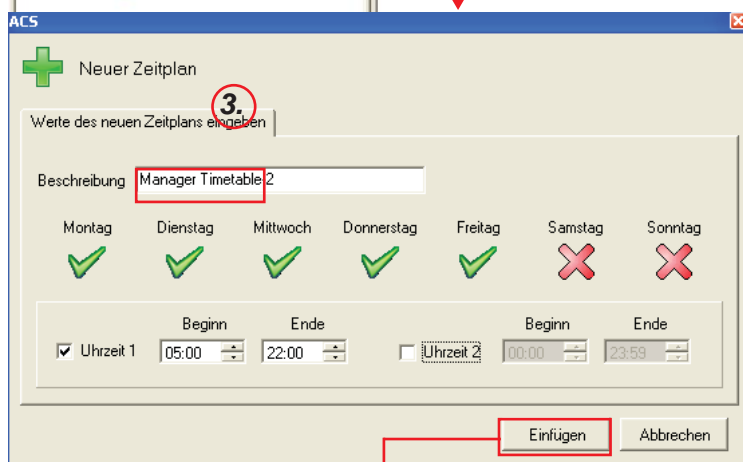 ACS
Neuer Zeitplan
3.
Werte des neuen Zeitplans eingeben
Beschreibung Manager Timetable 2
Montag Dienstag Mittwoch Donnerstag Freitag Samstag Sonntag
Beginn Ende Beginn Ende
Uhrzeit 1 05:00 22:00 Uhrzeit 2 00:00 23:59
Einfügen Abbrechen